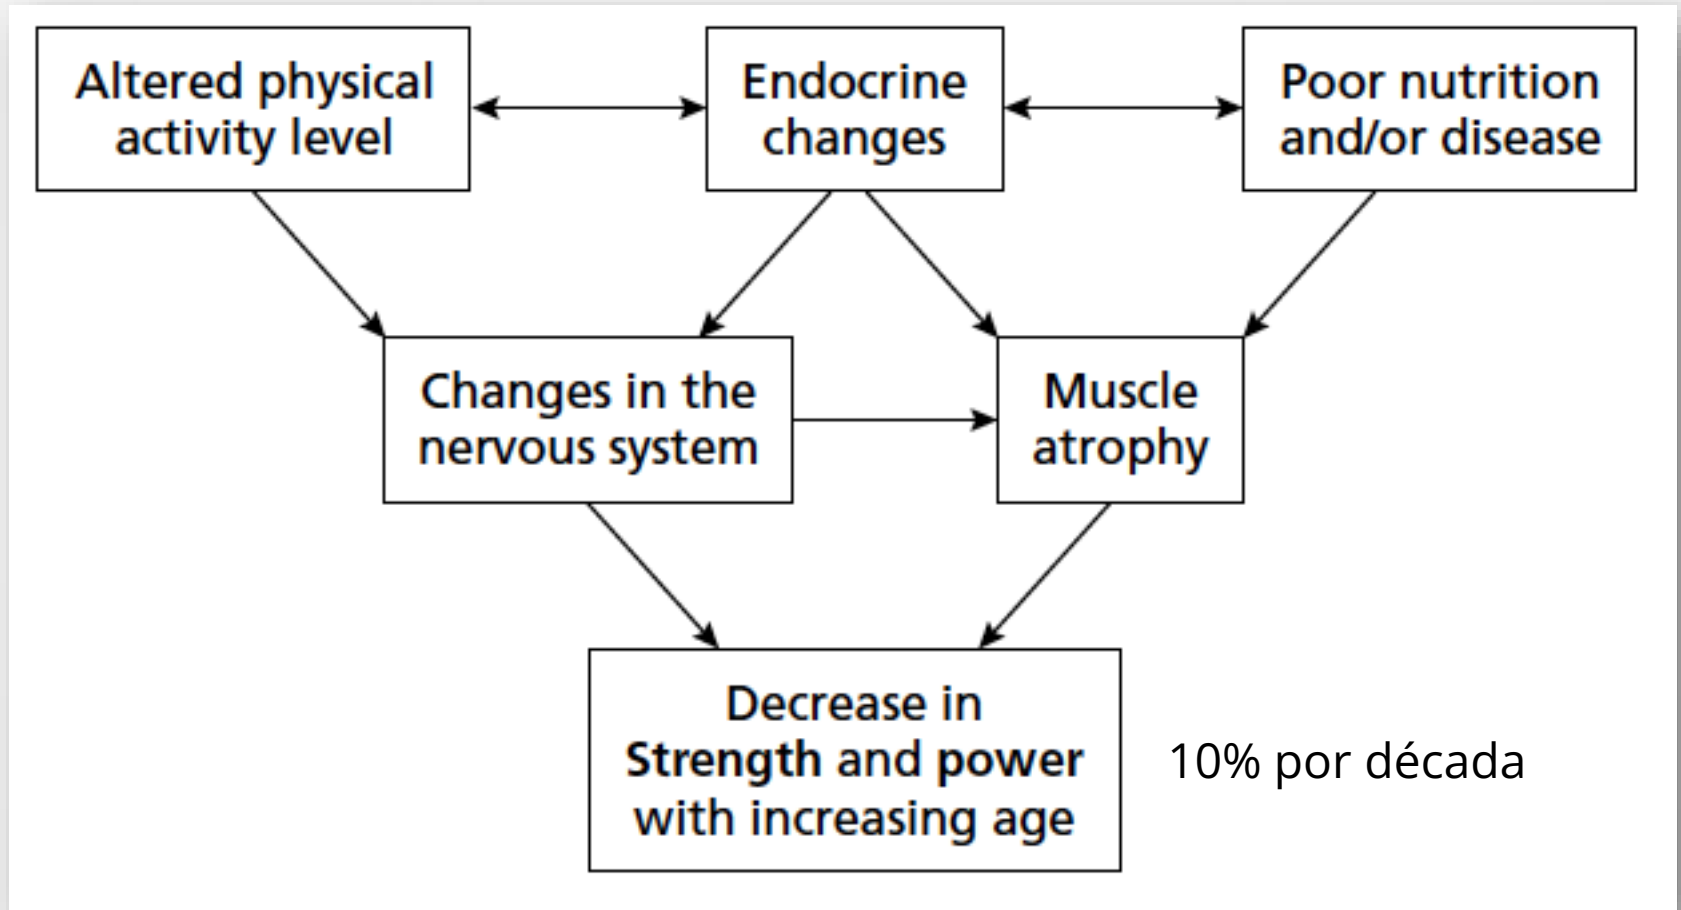 Altered physical
activity level
Endocrine
changes
Poor nutrition
and/or disease
Changes in the
nervous system
Muscle
atrophy
Decrease in
Strength and power
with increasing age
10% por década